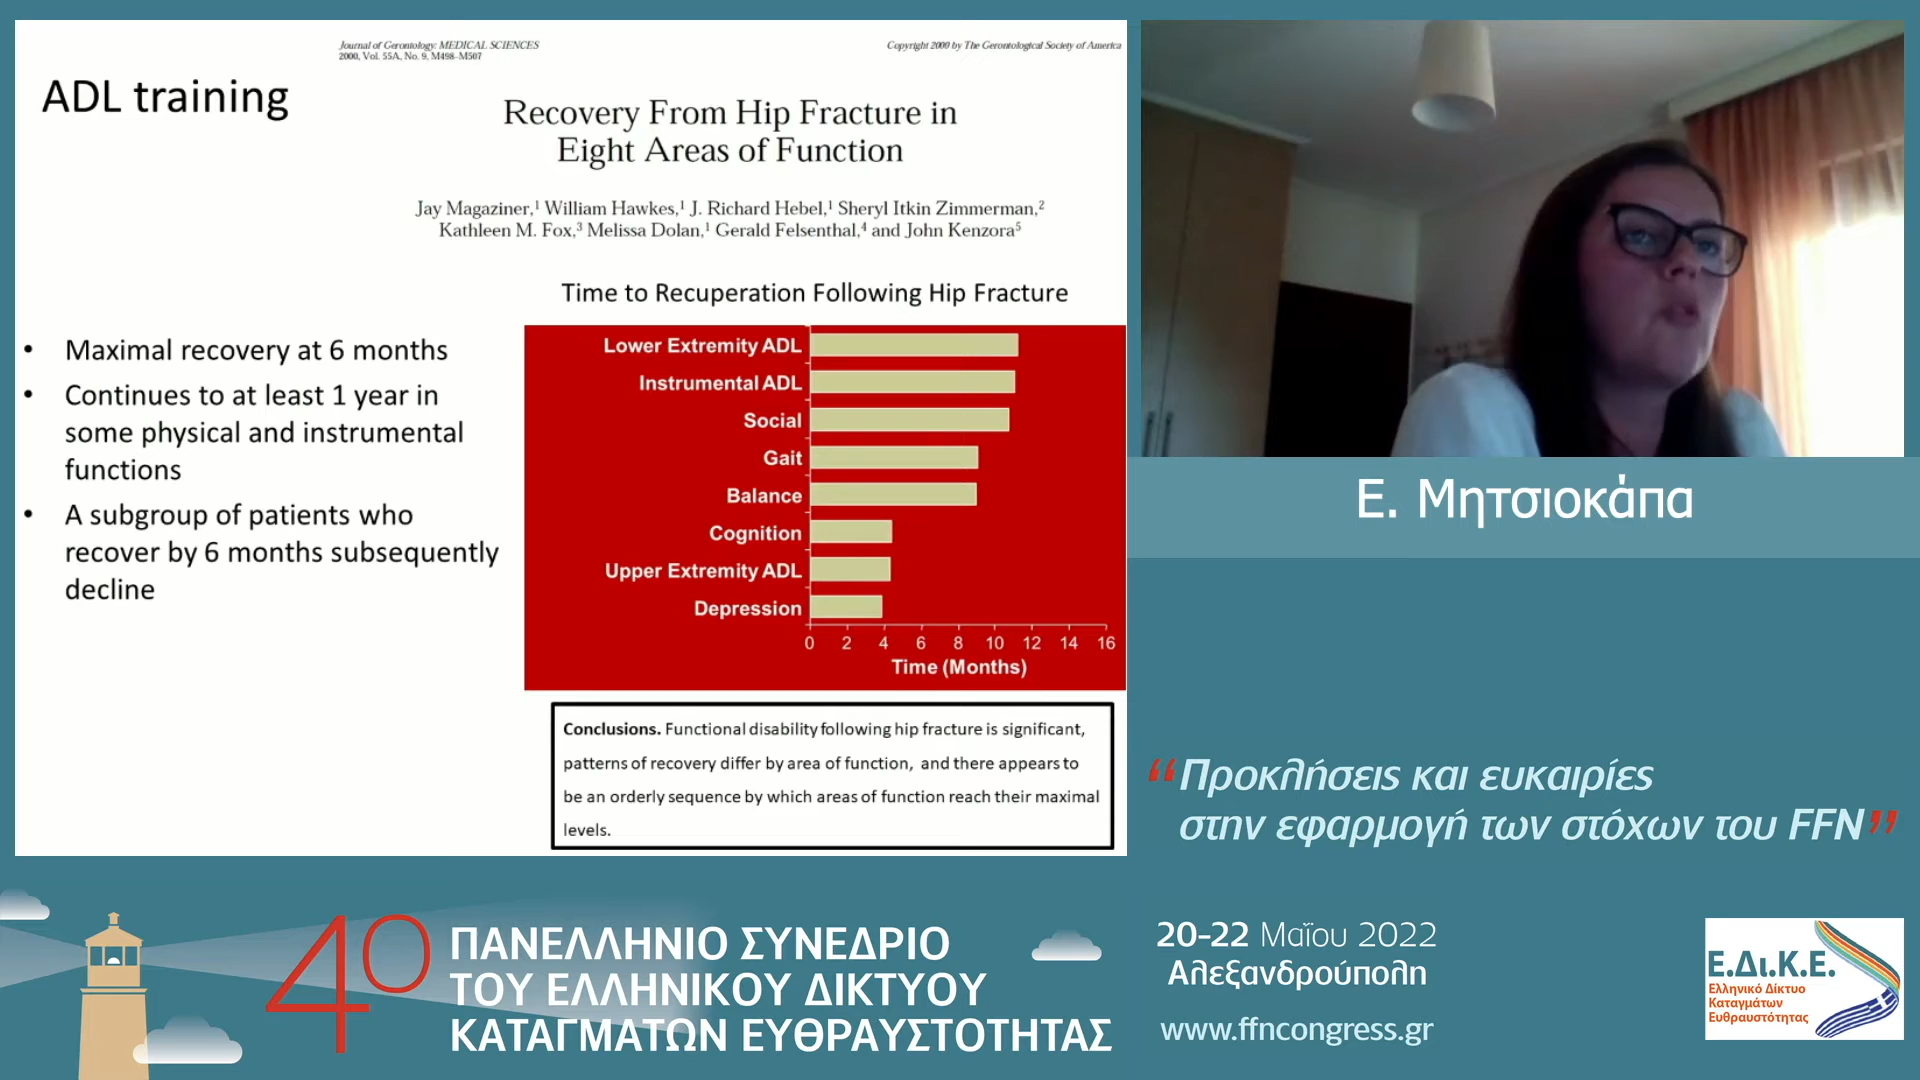 Journal of Gerontology: MEDICAL SCIENCES
2000, Vol. 55A, No. 9, M498–M507
Copyright 2000 by The Gerontological Society of America
ADL training
Recovery From Hip Fracture in
Eight Areas of Function
Jay Magaziner,¹ William Hawkes,¹ J. Richard Hebel,¹ Sheryl Itkin Zimmerman,²
Kathleen M. Fox,³ Melissa Dolan,¹ Gerald Felsenthal,⁴ and John Kenzora⁵
• Maximal recovery at 6 months
• Continues to at least 1 year in
some physical and instrumental
functions
• A subgroup of patients who
recover by 6 months subsequently
decline
Time to Recuperation Following Hip Fracture
Lower Extremity ADL
Instrumental ADL
Social
Gait
Balance
Cognition
Upper Extremity ADL
Depression
0 2 4 6 8 10 12 14 16
Time (Months)
Conclusions. Functional disability following hip fracture is significant,
patterns of recovery differ by area of function, and there appears to
be an orderly sequence by which areas of function reach their maximal
levels.
Ε. Μητσιοκάπα
“Προκλήσεις και ευκαιρίες
στην εφαρμογή των στόχων του FFN”
4ο
ΠΑΝΕΛΛΗΝΙΟ ΣΥΝΕΔΡΙΟ
ΤΟΥ ΕΛΛΗΝΙΚΟΥ ΔΙΚΤΥΟΥ
ΚΑΤΑΓΜΑΤΩΝ ΕΥΘΡΑΥΣΤΟΤΗΤΑΣ
20-22 Μαΐου 2022
Αλεξανδρούπολη
www.ffncongress.gr
Ε.Δι.Κ.Ε.
Ελληνικό Δίκτυο
Καταγμάτων
Ευθραυστότητας